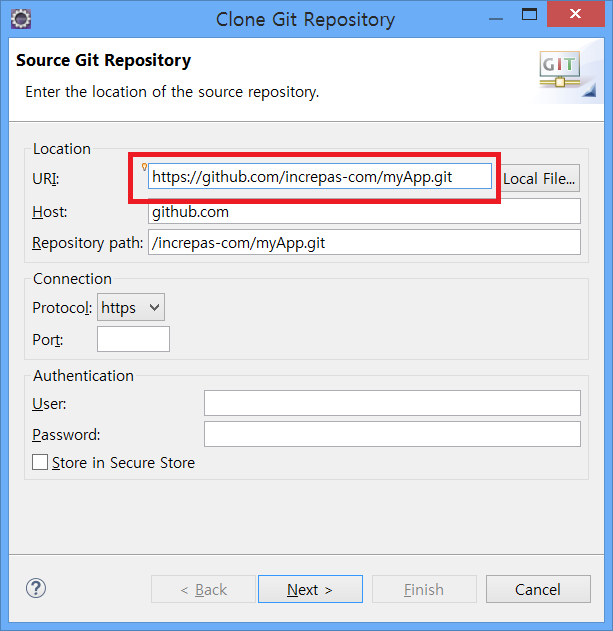 Clone Git Repository
Source Git Repository
GIT
Enter the location of the source repository.
Location
URI: https://github.com/increpas-com/myApp.git Local File...
Host: github.com
Repository path: /increpas-com/myApp.git
Connection
Protocol: https
Port:
Authentication
User:
Password:
Store in Secure Store
? < Back Next > Finish Cancel